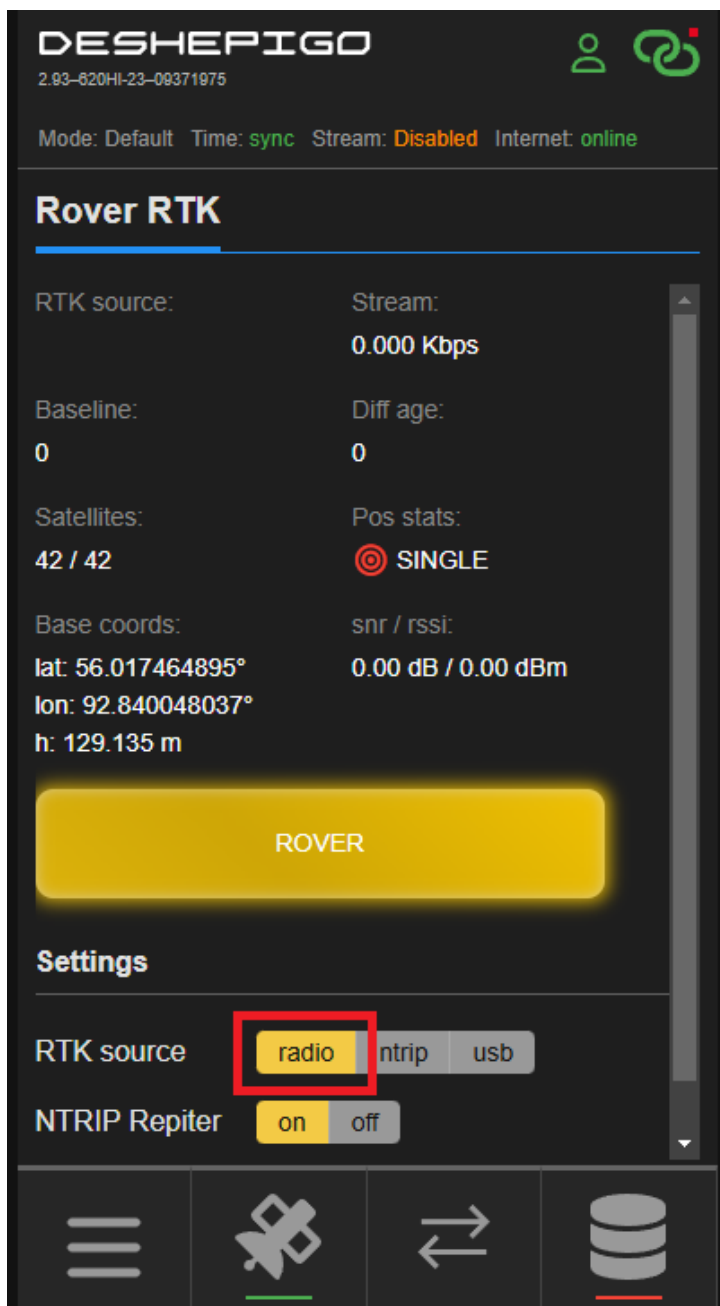 DESHEPIGO
2.93–620HI-23–09371975
Mode: Default Time: sync Stream: Disabled Internet: online
Rover RTK
RTK source: Stream:
0.000 Kbps
Baseline: Diff age:
0 0
Satellites: Pos stats:
42 / 42 SINGLE
Base coords: snr / rssi:
lat: 56.017464895° 0.00 dB / 0.00 dBm
lon: 92.840048037°
h: 129.135 m
ROVER
Settings
RTK source radio ntrip usb
NTRIP Repiter on off